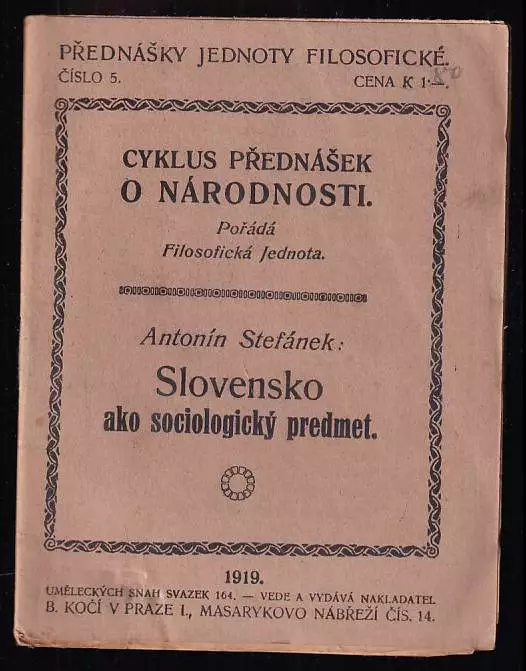 PŘEDNÁŠKY JEDNOTY FILOSOFICKÉ.
ČÍSLO 5. CENA K 1·—. 80
CYKLUS PŘEDNÁŠEK
O NÁRODNOSTI.
Pořádá
Filosofická Jednota.
Antonín Stefánek:
Slovensko
ako sociologický predmet.
1919.
UMĚLECKÝCH SNAH SVAZEK 164. — VEDE A VYDÁVÁ NAKLADATEL
B. KOČÍ V PRAZE I., MASARYKOVO NÁBŘEŽÍ ČÍS. 14.